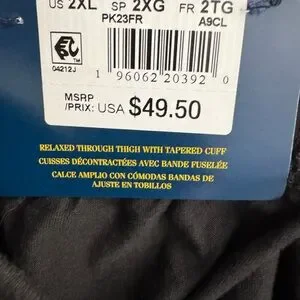 US 2XL SP 2XG FR 2TG
PK23FR A9CL
04212J
1 96062 20392 0
MSRP
/PRIX: USA $49.50
RELAXED THROUGH THIGH WITH TAPERED CUFF
CUISSES DÉCONTRACTÉES AVEC BANDE FUSELÉE
CALCE AMPLIO CON CÓMODAS BANDAS DE
AJUSTE EN TOBILLOS